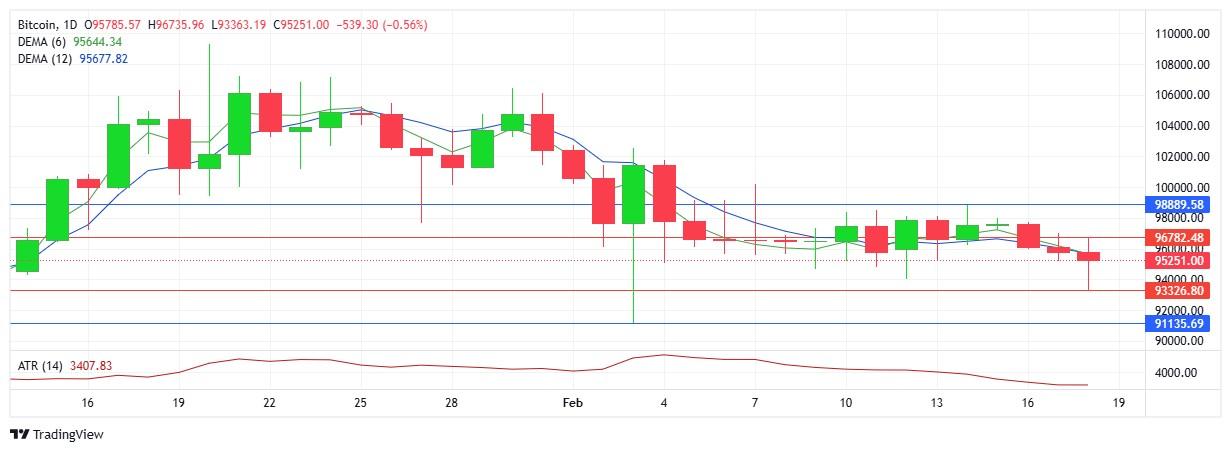 Bitcoin, 1D O95785.57 H96735.96 L93363.19 C95251.00 −539.30 (−0.56%)
DEMA (6) 95644.34
DEMA (12) 95677.82
110000.00
108000.00
106000.00
104000.00
102000.00
100000.00
98889.58
98000.00
96782.48
96000.00
95251.00
94000.00
93326.80
92000.00
91135.69
90000.00
ATR (14) 3407.83
4000.00
16 19 22 25 28 Feb 4 7 10 13 16 19
TradingView